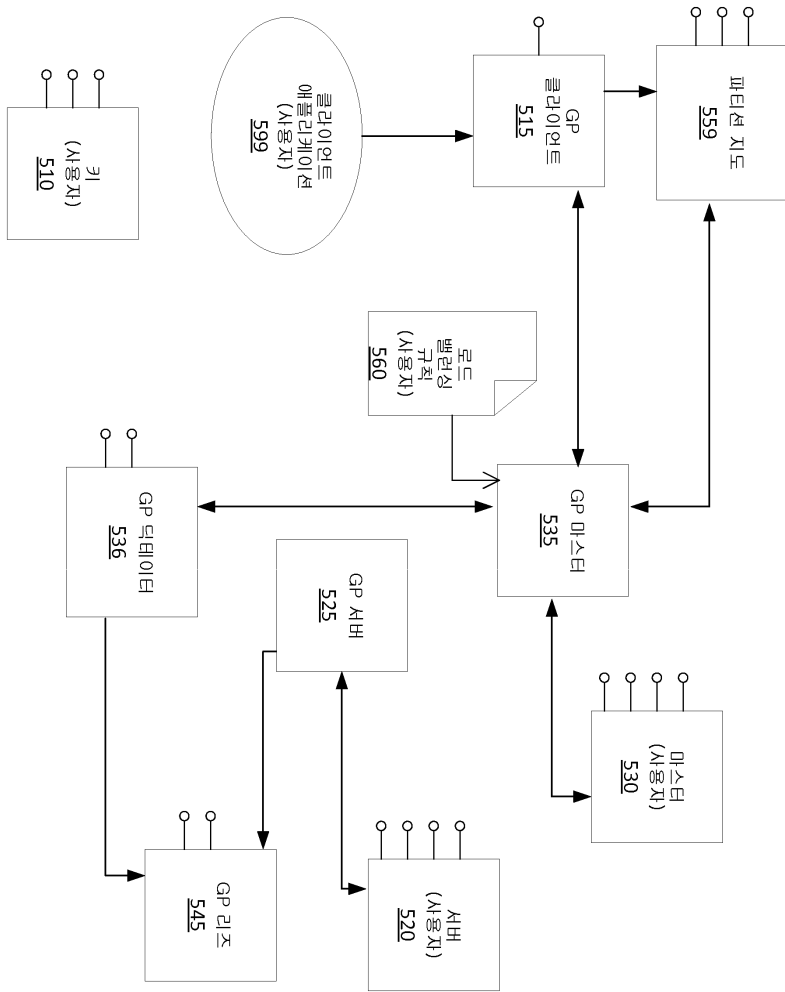 파티션 지도
559
GP
클라이언트
515
클라이언트
애플리케이션
(사용자)
599
키
(사용자)
510
로드
밸런싱
규칙
(사용자)
560
GP 마스터
535
GP 딕테이터
536
GP 서버
525
마스터
(사용자)
530
서버
(사용자)
520
GP 리즈
545